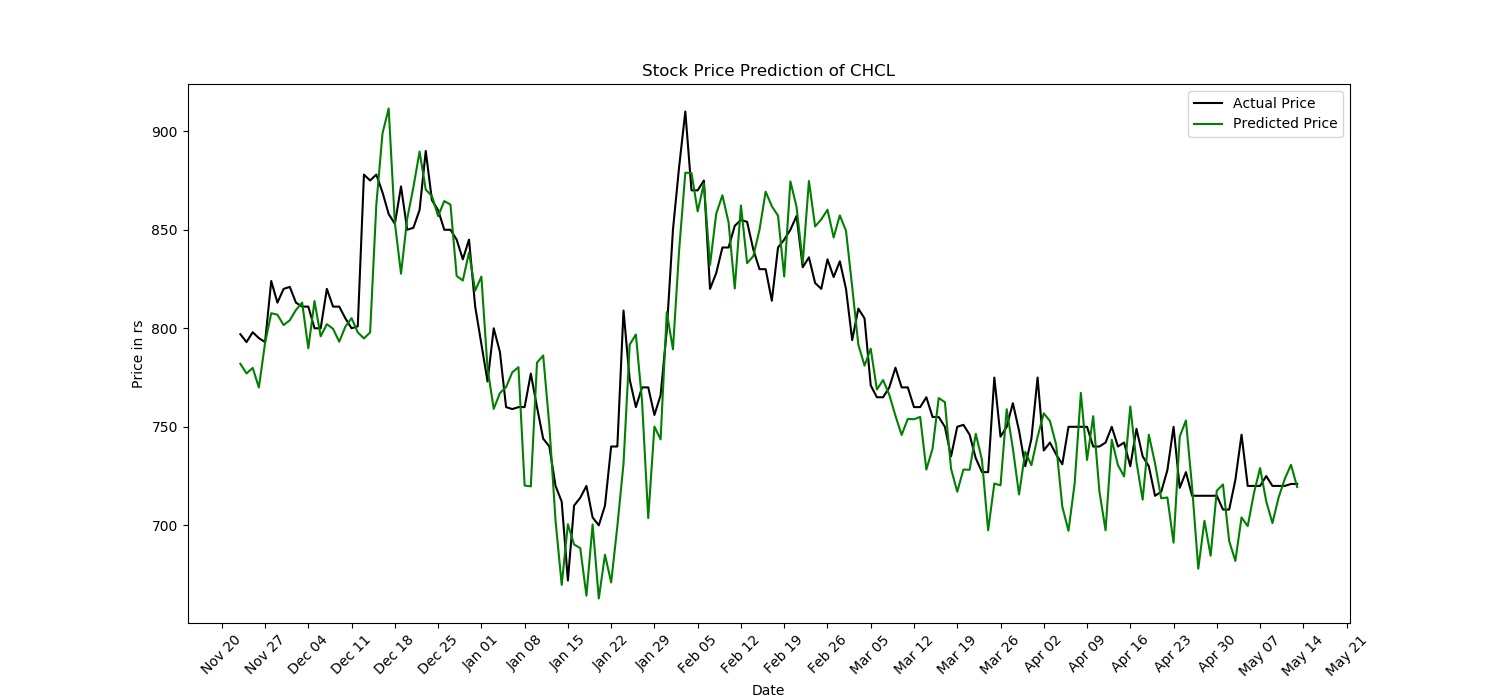 Stock Price Prediction of CHCL
Actual Price
Predicted Price
Price in rs
900
850
800
750
700
Nov 20
Nov 27
Dec 04
Dec 11
Dec 18
Dec 25
Jan 01
Jan 08
Jan 15
Jan 22
Jan 29
Feb 05
Feb 12
Feb 19
Feb 26
Mar 05
Mar 12
Mar 19
Mar 26
Apr 02
Apr 09
Apr 16
Apr 23
Apr 30
May 07
May 14
May 21
Date